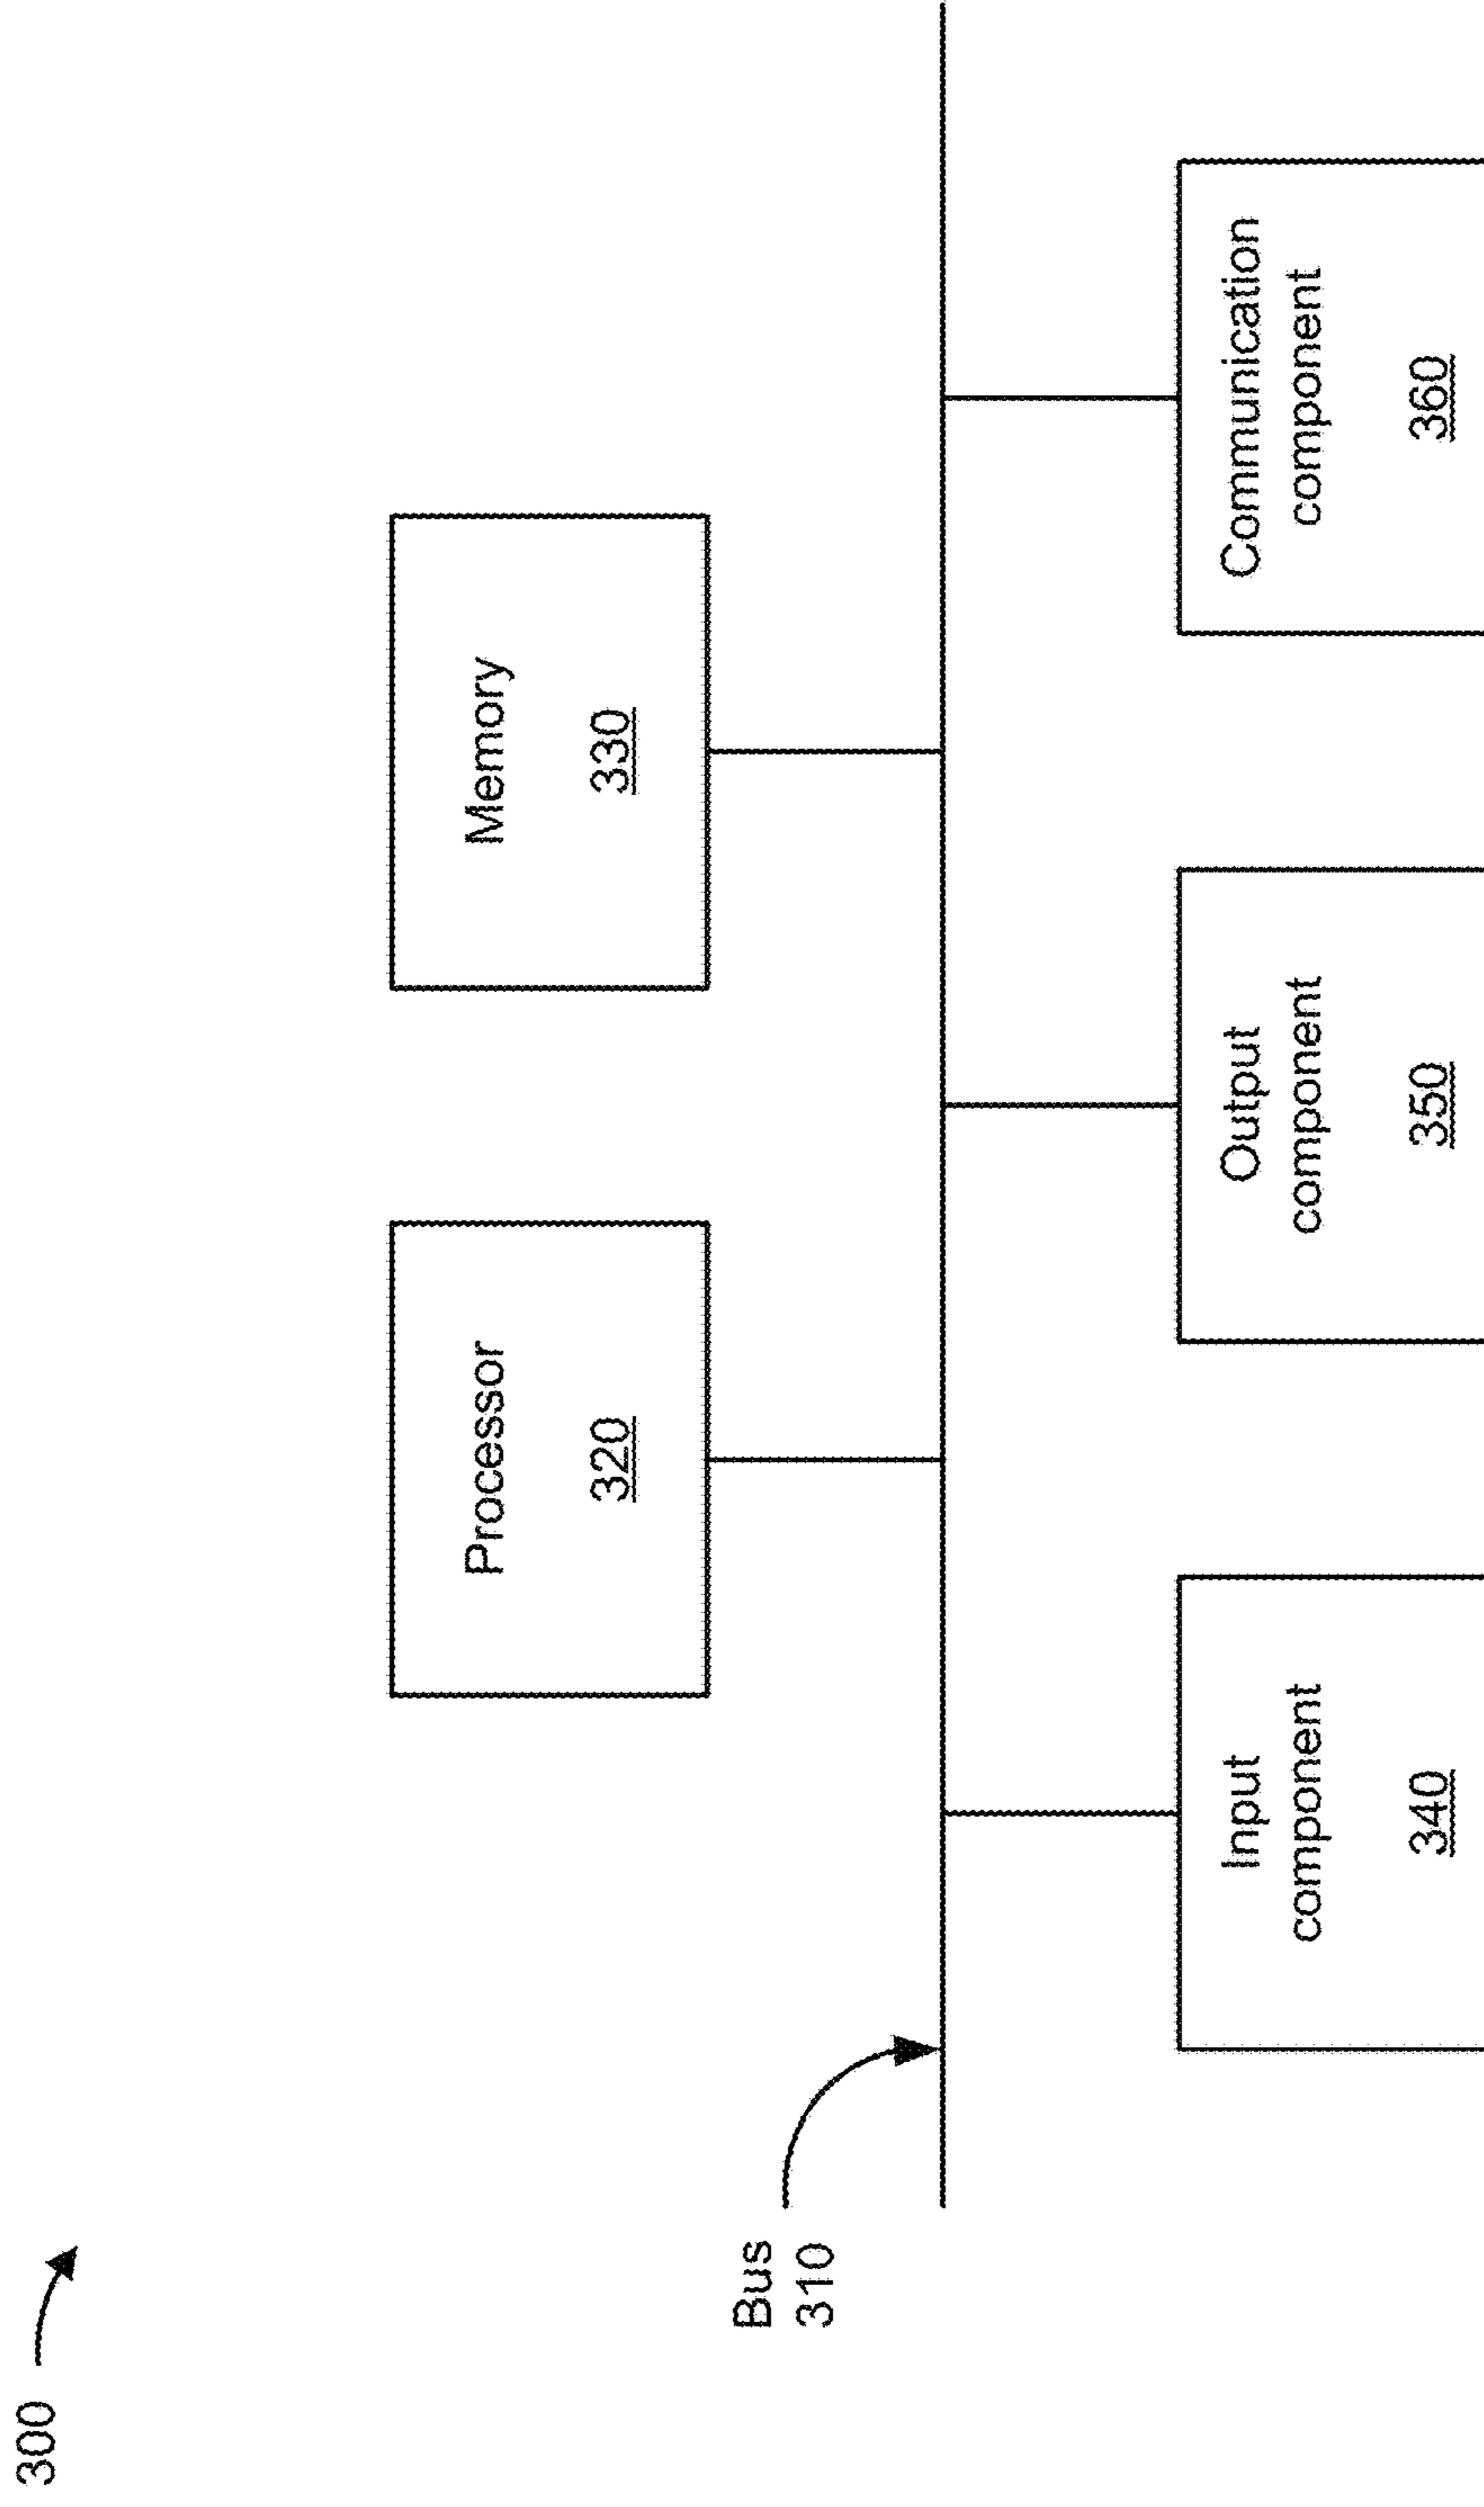 300
Processor
320
Memory
330
Bus
310
Input
component
340
Output
component
350
Communication
component
360